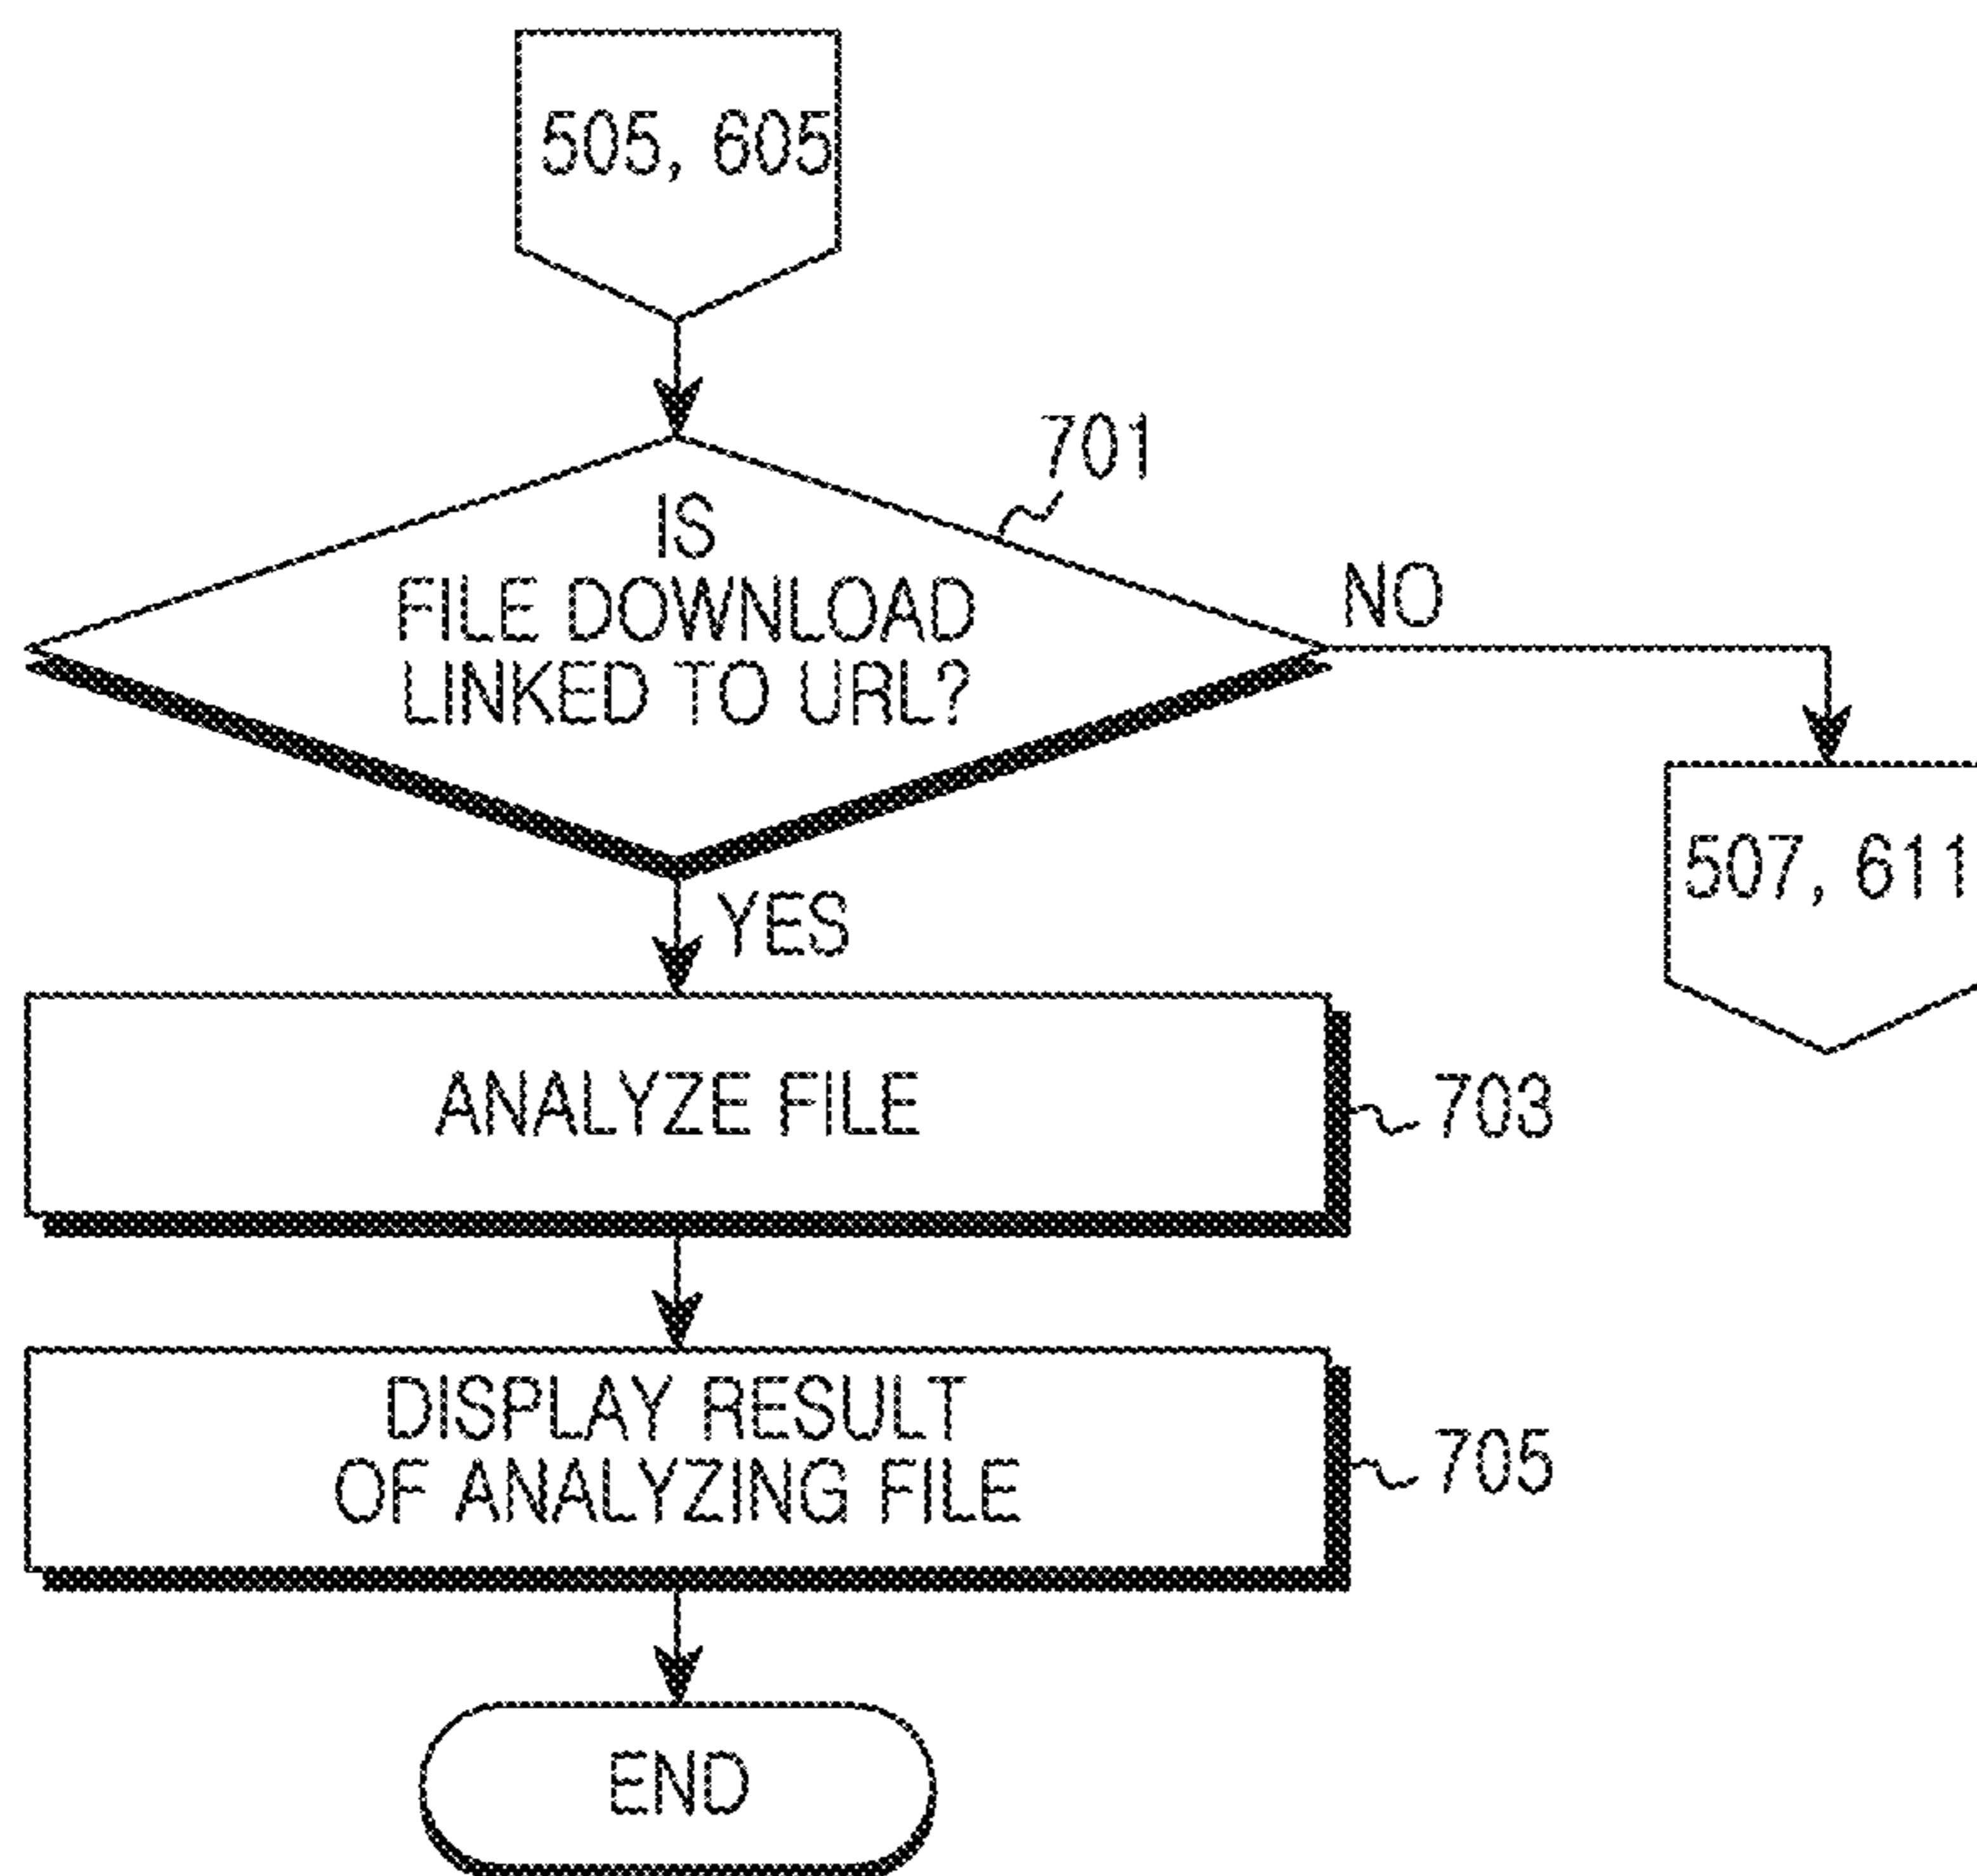 505, 605
701
IS
FILE DOWNLOAD
LINKED TO URL?
NO
507, 611
YES
ANALYZE FILE
703
DISPLAY RESULT
OF ANALYZING FILE
705
END